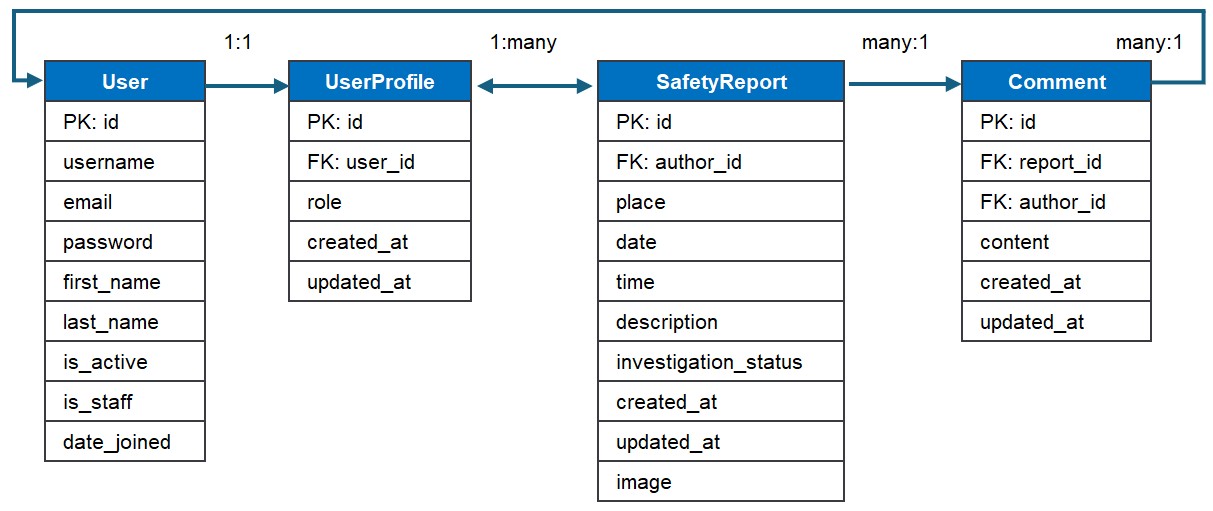 1:1
1:many
many:1
many:1
User
PK: id
username
email
password
first_name
last_name
is_active
is_staff
date_joined
UserProfile
PK: id
FK: user_id
role
created_at
updated_at
SafetyReport
PK: id
FK: author_id
place
date
time
description
investigation_status
created_at
updated_at
image
Comment
PK: id
FK: report_id
FK: author_id
content
created_at
updated_at